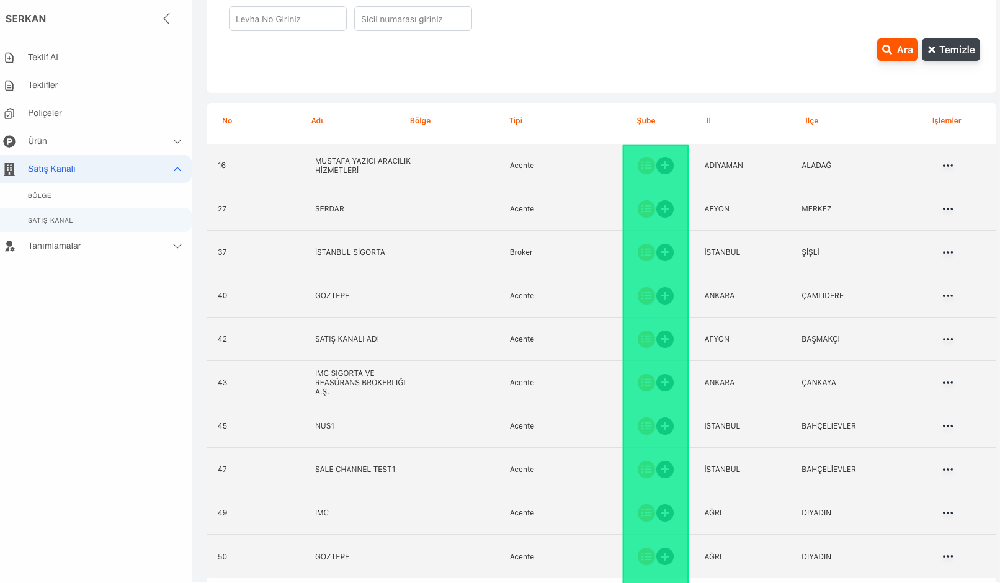 SERKAN
Teklif Al
Teklifler
Poliçeler
Ürün
Satış Kanalı
BÖLGE
SATIŞ KANALI
Tanımlamalar
Levha No Giriniz Sicil numarası giriniz
Ara Temizle
No Adı Bölge Tipi Şube İl İlçe İşlemler
16 MUSTAFA YAZICI ARACILIK Acente ADIYAMAN ALADAĞ
HİZMETLERİ
27 SERDAR Acente AFYON MERKEZ
37 İSTANBUL SİGORTA Broker İSTANBUL ŞİŞLİ
40 GÖZTEPE Acente ANKARA ÇAMLIDERE
42 SATIŞ KANALI ADI Acente AFYON BAŞMAKÇI
IMC SIGORTA VE
43 REASÜRANS BROKERLIĞI Acente ANKARA ÇANKAYA
A.Ş.
45 NUS1 Acente İSTANBUL BAHÇELİEVLER
47 SALE CHANNEL TEST1 Acente İSTANBUL BAHÇELİEVLER
49 IMC Acente AĞRI DİYADİN
50 GÖZTEPE Acente AĞRI DİYADİN